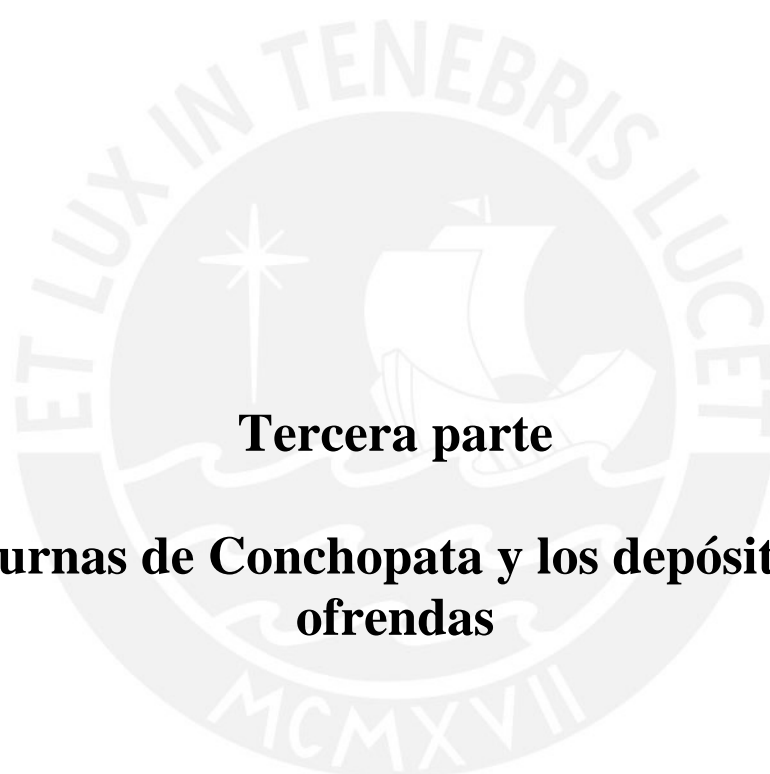 ET LUX IN TENEBRIS LUCET
Tercera parte
urnas de Conchopata y los
ofrendas
MCMXVII